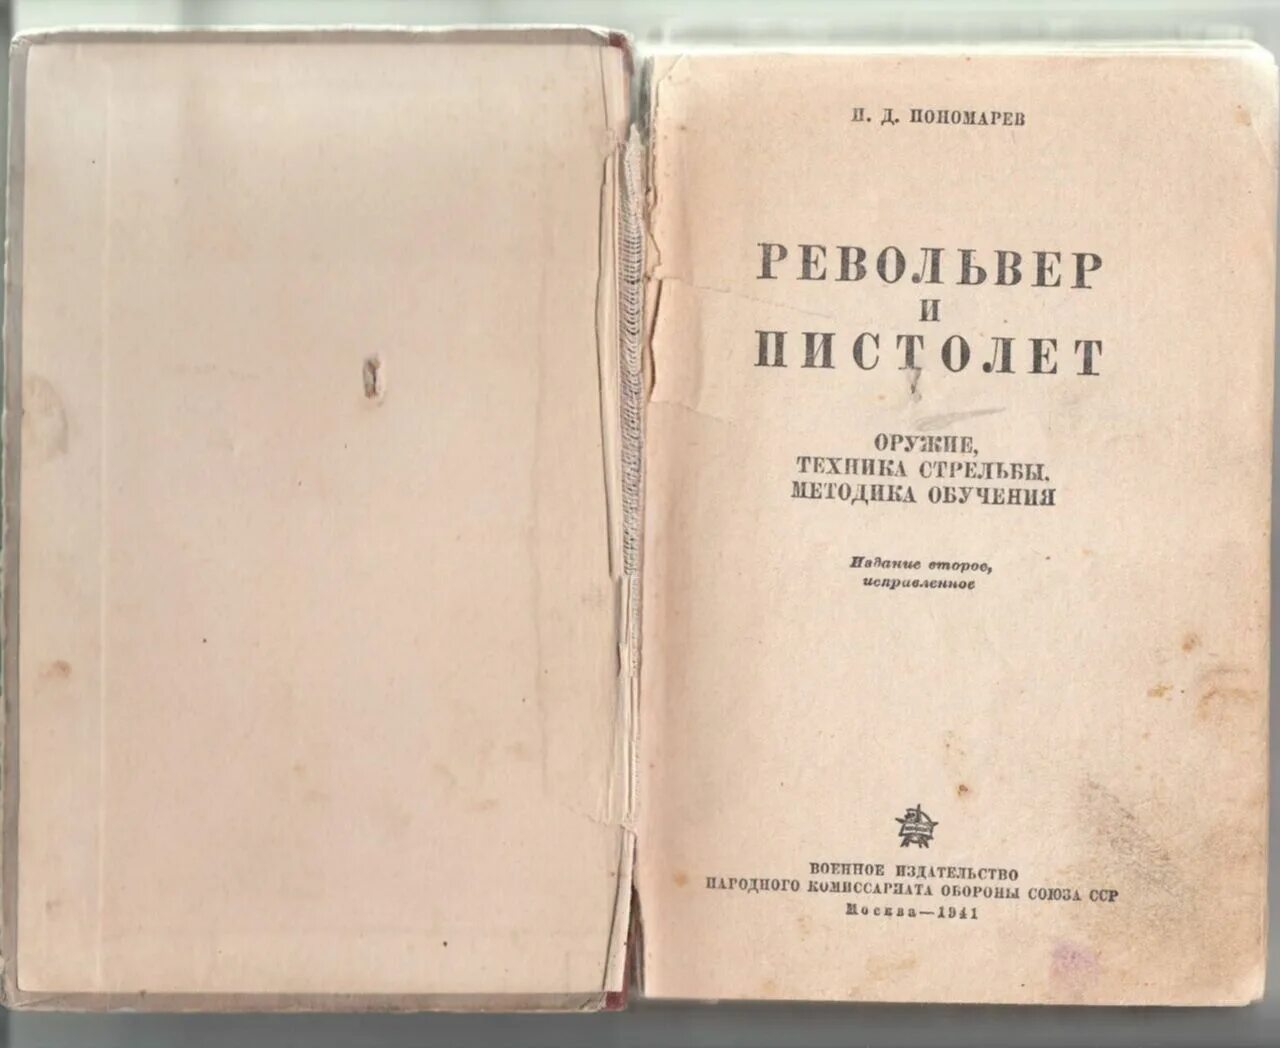 П. Д. ПОНОМАРЕВ
РЕВОЛЬВЕР
И
ПИСТОЛЕТ
ОРУЖИЕ,
ТЕХНИКА СТРЕЛЬБЫ.
МЕТОДИКА ОБУЧЕНИЯ
Издание второе,
исправленное
ВОЕННОЕ ИЗДАТЕЛЬСТВО
НАРОДНОГО КОМИССАРИАТА ОБОРОНЫ СОЮЗА ССР
Москва—1941